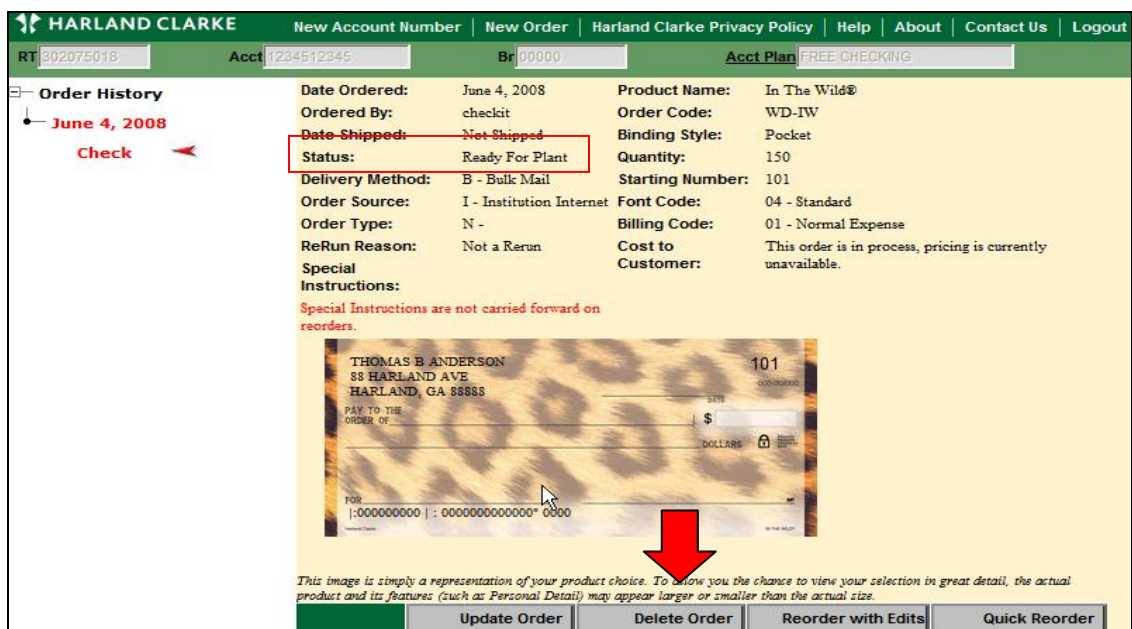 HARLAND CLARKE
New Account Number | New Order | Harland Clarke Privacy Policy | Help | About | Contact Us | Logout
RT 302075018 Acct 1234512345 Br 00000 Acct Plan FREE CHECKING
Order History
June 4, 2008
Check
Date Ordered: June 4, 2008 Product Name: In The Wild®
Ordered By: checkit Order Code: WD-IW
Date Shipped: Not Shipped Binding Style: Pocket
Status: Ready For Plant Quantity: 150
Delivery Method: B - Bulk Mail Starting Number: 101
Order Source: I - Institution Internet Font Code: 04 - Standard
Order Type: N - Billing Code: 01 - Normal Expense
ReRun Reason: Not a Rerun Cost to Customer: This order is in process, pricing is currently unavailable.
Special
Instructions:
Special Instructions are not carried forward on
reorders.
THOMAS B ANDERSON 101
88 HARLAND AVE
HARLAND, GA 88888
DATE
PAY TO THE
ORDER OF $
DOLLARS
FOR
|:000000000 | : 0000000000000" 0000
Harland Clarke IN THE WILD®
This image is simply a representation of your product choice. To allow you the chance to view your selection in great detail, the actual
product and its features (such as Personal Detail) may appear larger or smaller than the actual size.
Update Order Delete Order Reorder with Edits Quick Reorder